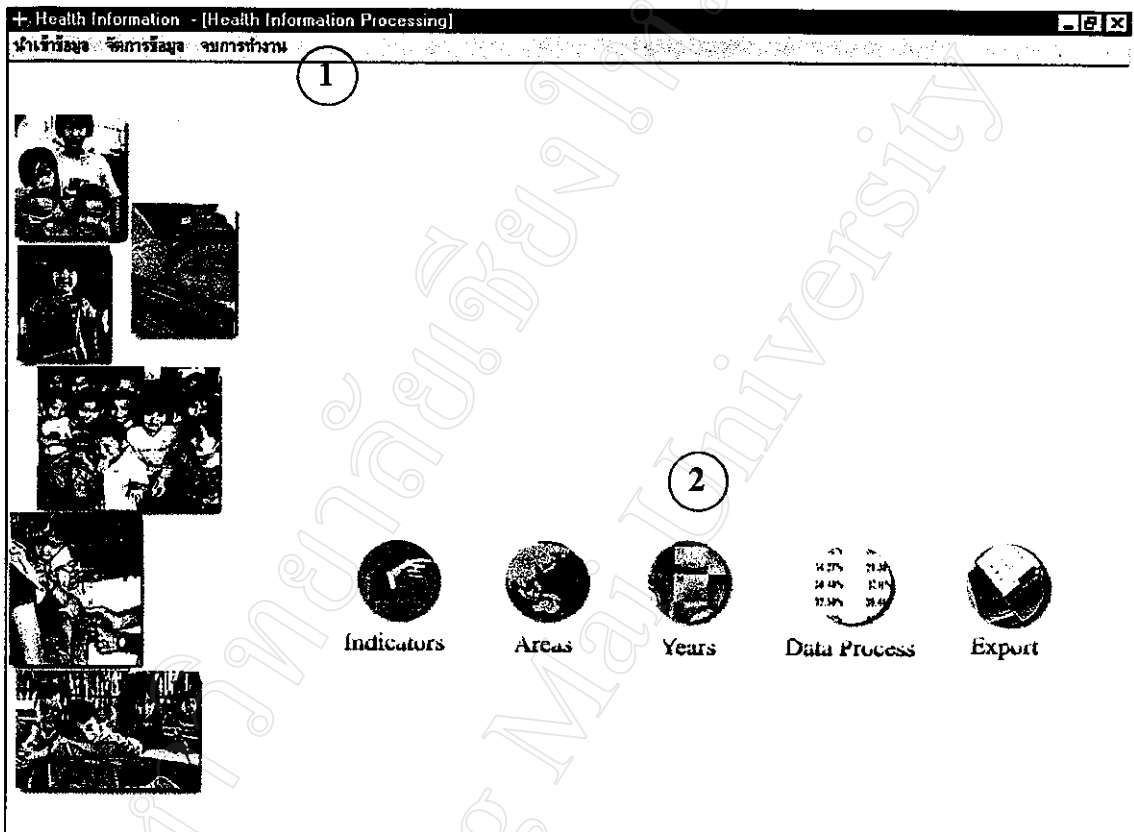 Health Information - [Health Information Processing]
นำเข้าข้อมูล จัดการข้อมูล จบการทำงาน
1
2
Indicators Areas Years Data Process Export
Mai University